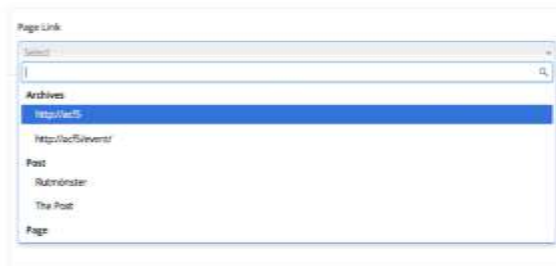 Page Link
Select
Archives
http://acf5
http://acf5/event/
Post
Rutmönster
The Post
Page